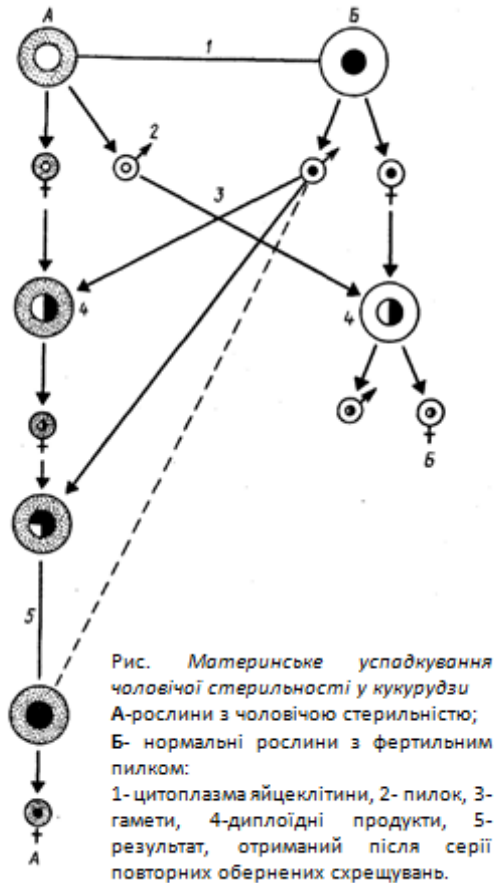 А
Б
1
2
3
4
4
Б
5
А
Рис. Материнське успадкування
чоловічої стерильності у кукурудзи
А-рослини з чоловічою стерильністю;
Б- нормальні рослини з фертильним
пилком:
1- цитоплазма яйцеклітини, 2- пилок, 3-
гамети, 4-диплоїдні продукти, 5-
результат, отриманий після серії
повторних обернених схрещувань.